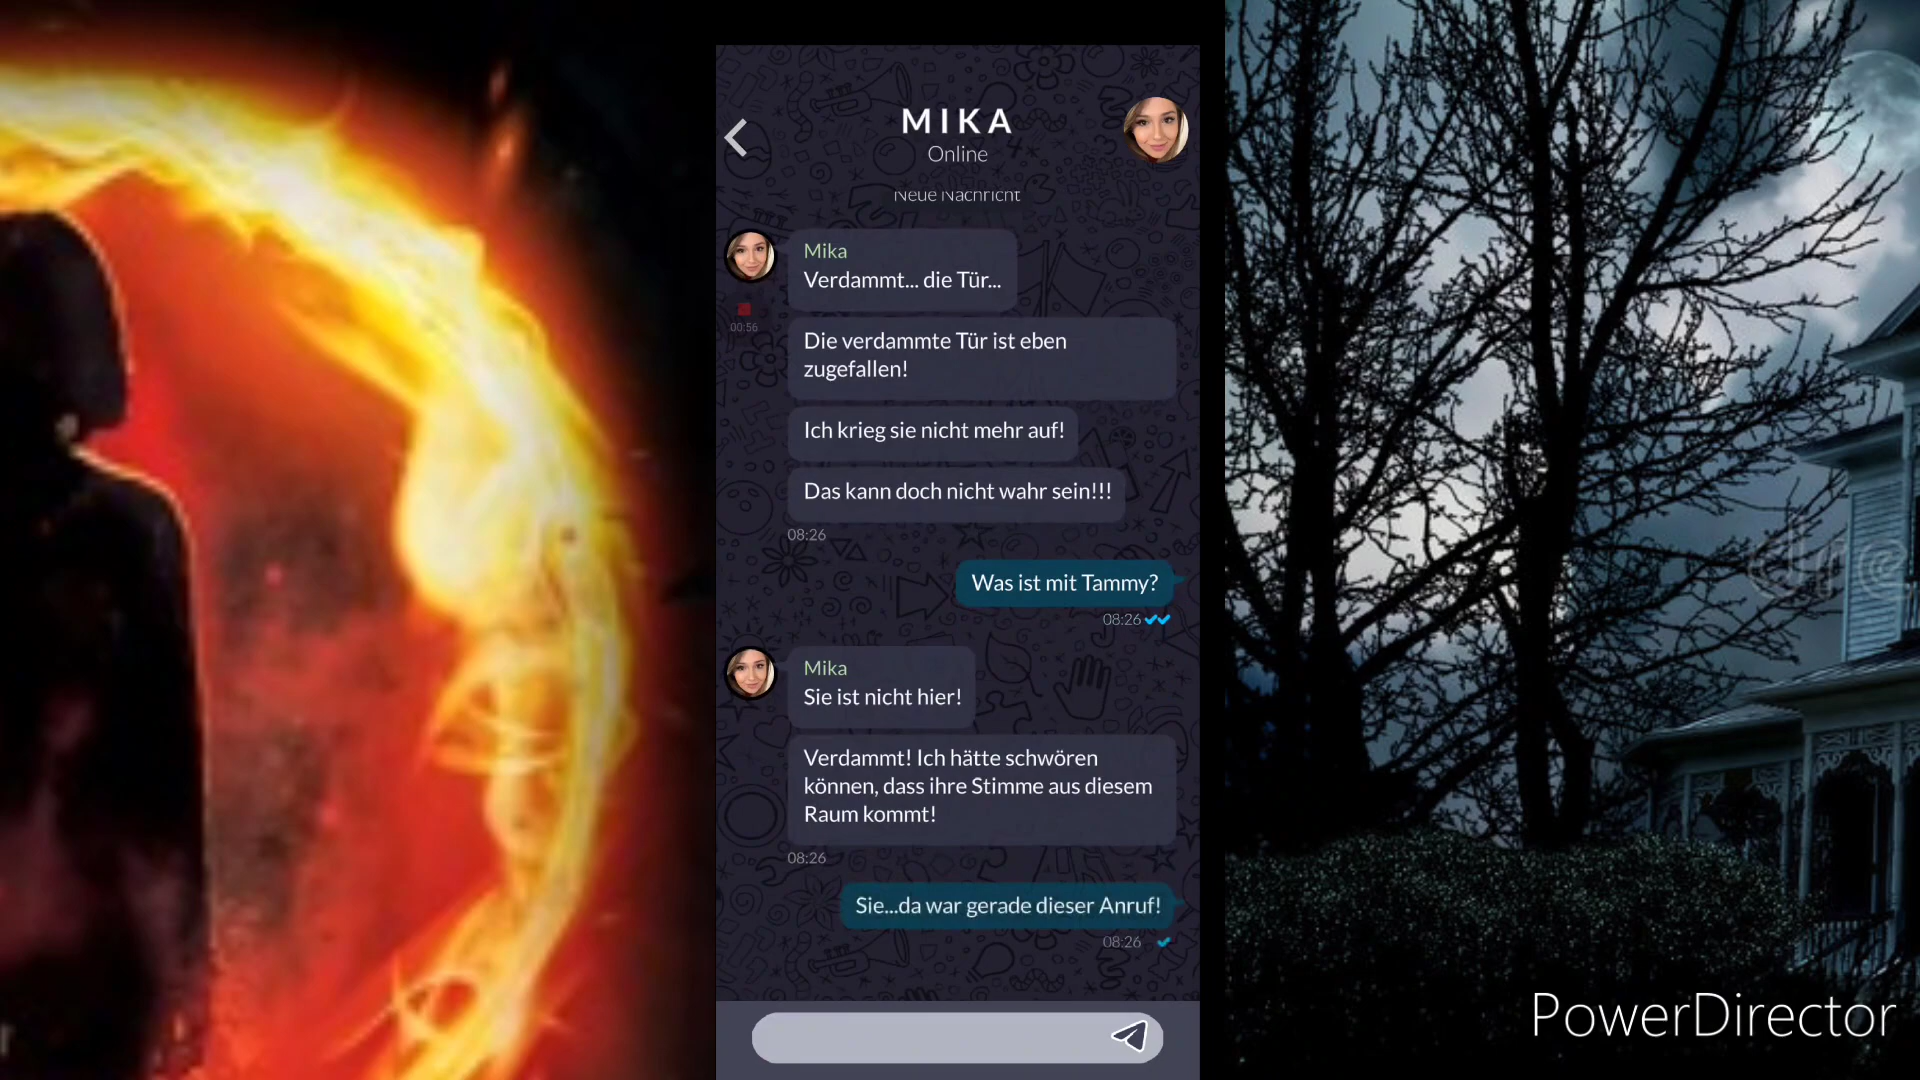 MIKA
Online
Neue Nachricht
Mika
Verdammt... die Tür...
00:56
Die verdammte Tür ist eben
zugefallen!
Ich krieg sie nicht mehr auf!
Das kann doch nicht wahr sein!!!
08:26
Was ist mit Tammy?
08:26
Mika
Sie ist nicht hier!
Verdammt! Ich hätte schwören
können, dass ihre Stimme aus diesem
Raum kommt!
08:26
Sie...da war gerade dieser Anruf!
08:26
PowerDirector